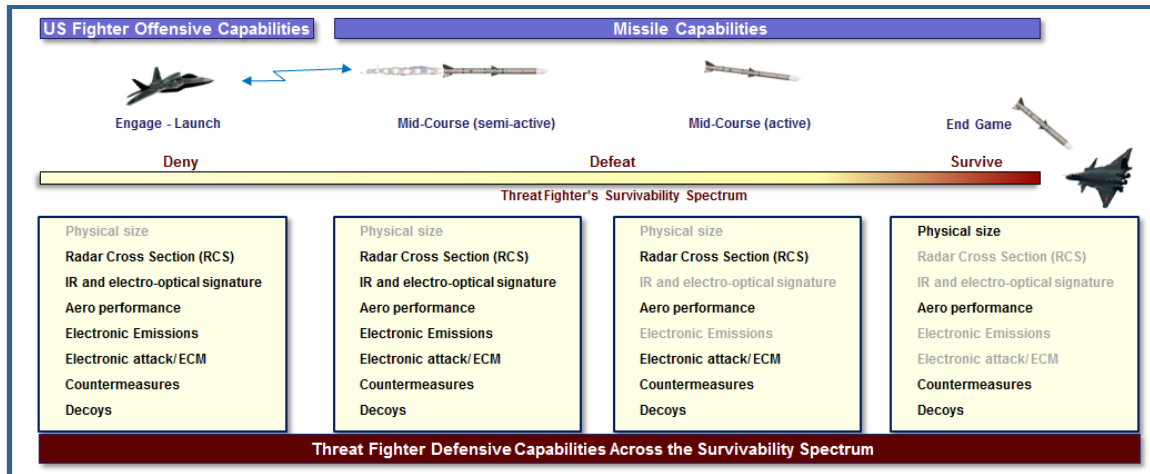 US Fighter Offensive Capabilities
Missile Capabilities
Engage - Launch
Mid-Course (semi-active)
Mid-Course (active)
End Game
Deny
Defeat
Survive
Threat Fighter's Survivability Spectrum
Physical size
Radar Cross Section (RCS)
IR and electro-optical signature
Aero performance
Electronic Emissions
Electronic attack/ECM
Countermeasures
Decoys
Physical size
Radar Cross Section (RCS)
IR and electro-optical signature
Aero performance
Electronic Emissions
Electronic attack/ECM
Countermeasures
Decoys
Physical size
Radar Cross Section (RCS)
IR and electro-optical signature
Aero performance
Electronic Emissions
Electronic attack/ECM
Countermeasures
Decoys
Physical size
Radar Cross Section (RCS)
IR and electro-optical signature
Aero performance
Electronic Emissions
Electronic attack/ECM
Countermeasures
Decoys
Threat Fighter Defensive Capabilities Across the Survivability Spectrum